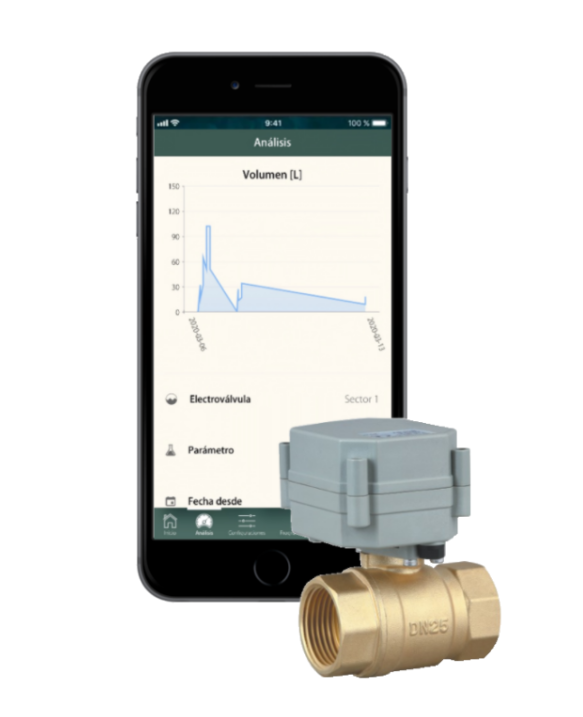 9:41
100 %
Análisis
Volumen [L]
150
120
90
60
30
0
2020-03-06
2020-03-13
Electroválvula
Sector 1
Parámetro
Fecha desde
Inicio
Análisis
Configuraciones
DN25